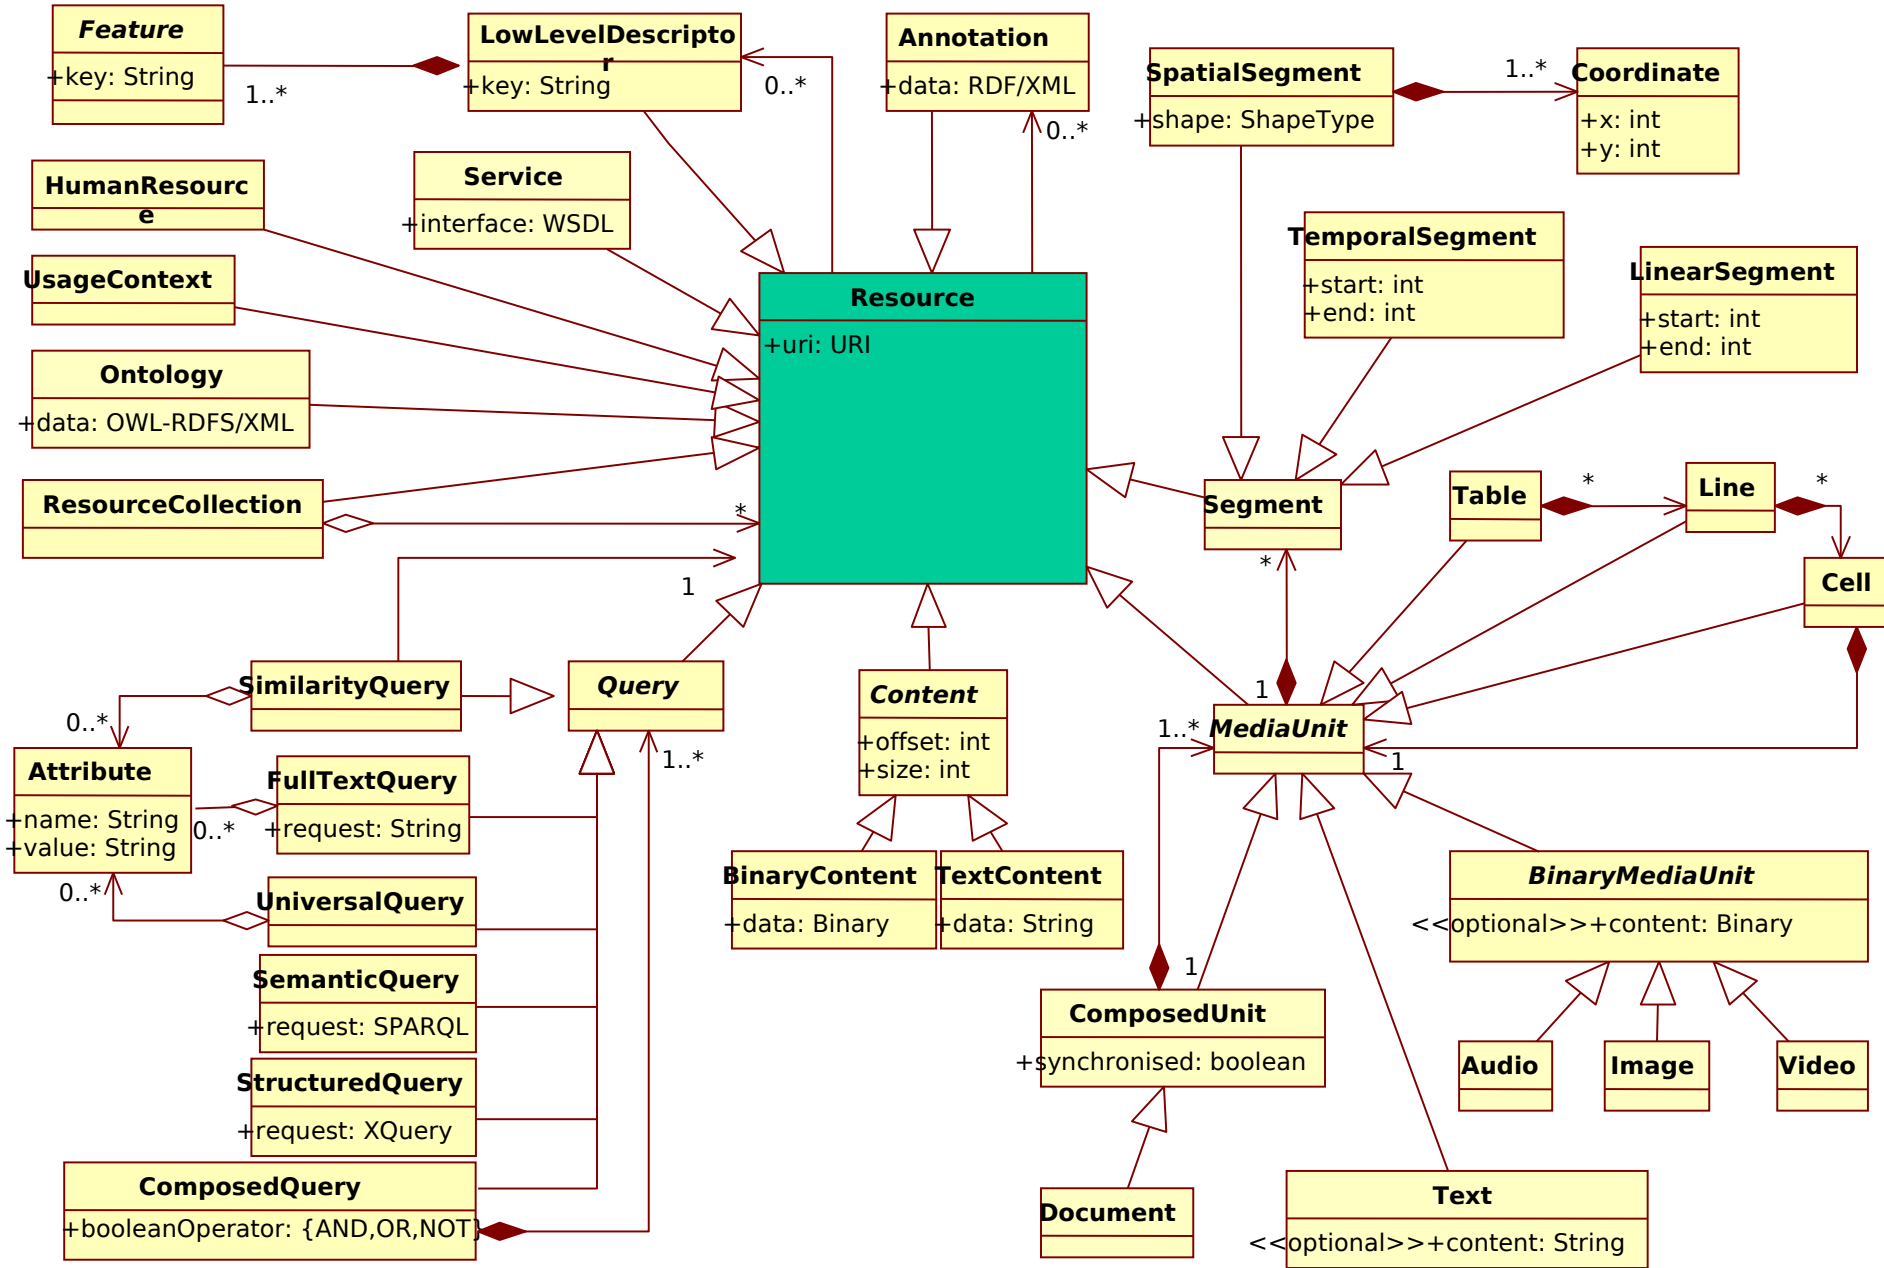 Feature
+key: String
1..*
LowLevelDescripto
r
+key: String
0..*
Annotation
+data: RDF/XML
0..*
SpatialSegment
+shape: ShapeType
1..*
Coordinate
+x: int
+y: int
HumanResourc
e
Service
+interface: WSDL
UsageContext
Ontology
+data: OWL-RDFS/XML
ResourceCollection
*
Resource
+uri: URI
TemporalSegment
+start: int
+end: int
LinearSegment
+start: int
+end: int
Segment
*
Table
*
Line
*
Cell
1
SimilarityQuery
0..*
Query
1..*
Content
+offset: int
+size: int
1
1..*
MediaUnit
1
Attribute
+name: String
+value: String
0..*
FullTextQuery
+request: String
0..*
UniversalQuery
BinaryContent
+data: Binary
TextContent
+data: String
BinaryMediaUnit
<<optional>>+content: Binary
SemanticQuery
+request: SPARQL
1
ComposedUnit
+synchronised: boolean
Audio
Image
Video
StructuredQuery
+request: XQuery
ComposedQuery
+booleanOperator: {AND,OR,NOT}
Document
Text
<<optional>>+content: String